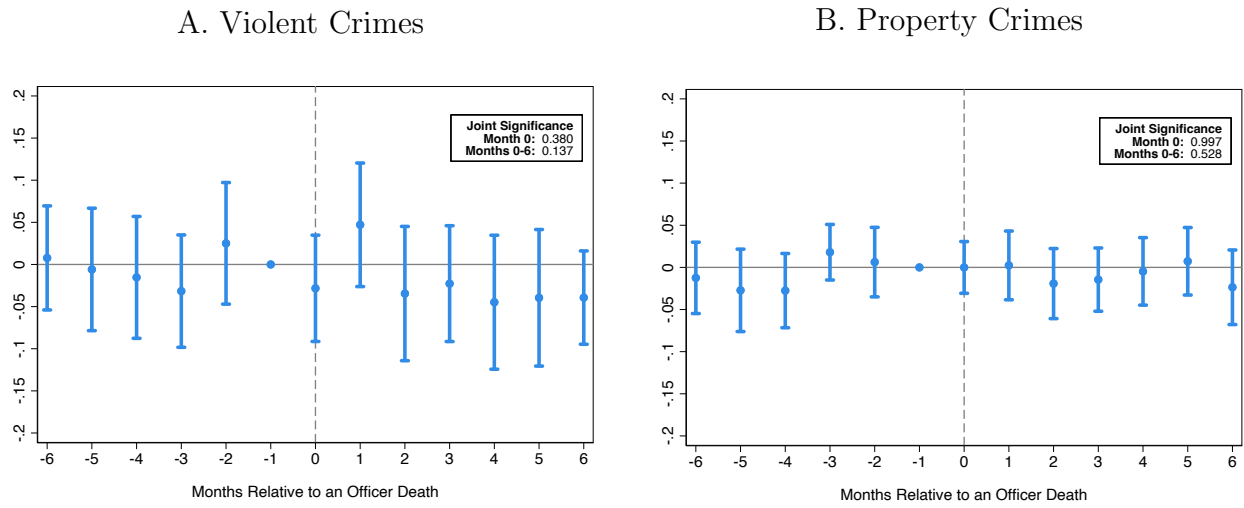 A. Violent Crimes
.2
.15
.1
.05
0
-.05
-.1
-.15
-.2
Joint Significance
Month 0: 0.380
Months 0-6: 0.137
-6 -5 -4 -3 -2 -1 0 1 2 3 4 5 6
Months Relative to an Officer Death
B. Property Crimes
.2
.15
.1
.05
0
-.05
-.1
-.15
-.2
Joint Significance
Month 0: 0.997
Months 0-6: 0.528
-6 -5 -4 -3 -2 -1 0 1 2 3 4 5 6
Months Relative to an Officer Death